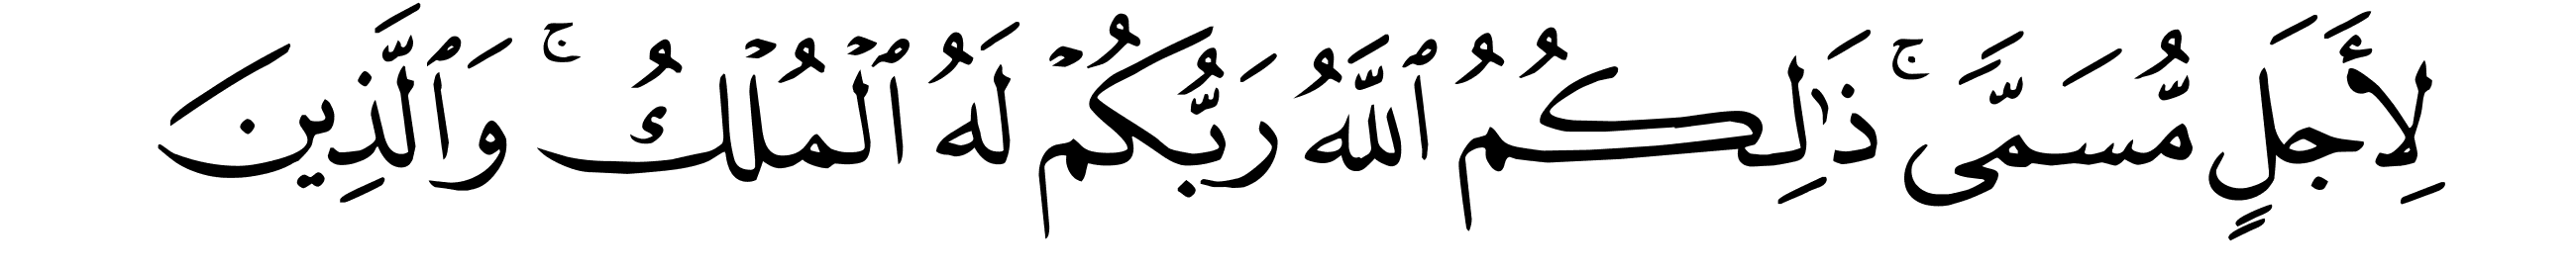 لِأَجَلٍ مُّسَمًّى ۚ ذَٰلِكُمُ ٱللَّهُ رَبُّكُمْ لَهُ ٱلْمُلْكُ ۚ وَٱلَّذِينَ